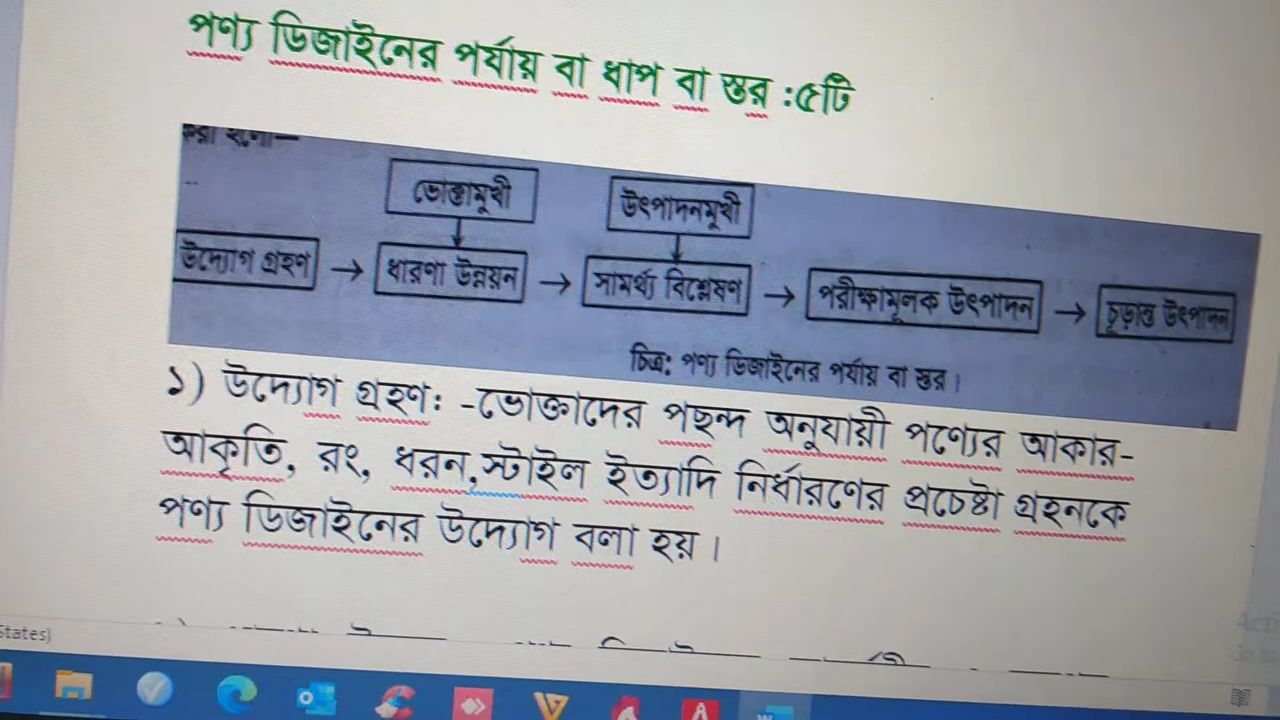 পণ্য ডিজাইনের পর্যায় বা ধাপ বা স্তর :৫টি
ভোক্তামুখী
উৎপাদনমুখী
উদ্যোগ গ্রহণ
ধারণা উন্নয়ন
সামর্থ্য বিশ্লেষণ
পরীক্ষামূলক উৎপাদন
চূড়ান্ত উৎপাদন
চিত্র: পণ্য ডিজাইনের পর্যায় বা স্তর।
১) উদ্যোগ গ্রহণ: -ভোক্তাদের পছন্দ অনুযায়ী পণ্যের আকার-
আকৃতি, রং, ধরন,স্টাইল ইত্যাদি নির্ধারণের প্রচেষ্টা গ্রহনকে
পণ্য ডিজাইনের উদ্যোগ বলা হয় ।
States)